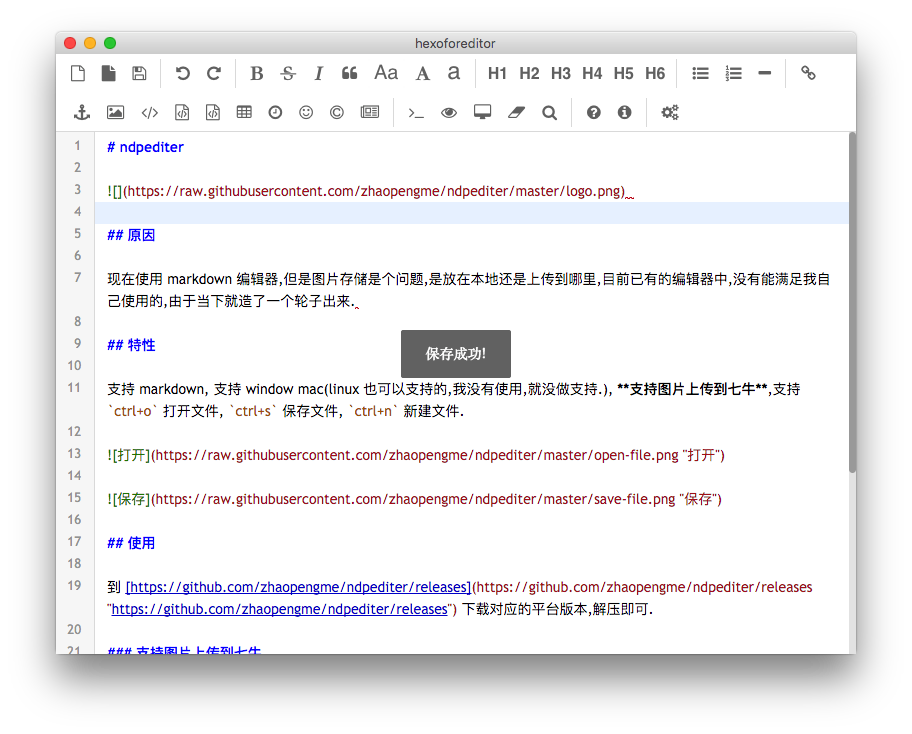 hexoforeditor
B S I Aa A a H1 H2 H3 H4 H5 H6
1 # ndpediter
2
3 ![](https://raw.githubusercontent.com/zhaopengme/ndpediter/master/logo.png)
4
5 ## 原因
6
7 现在使用 markdown 编辑器,但是图片存储是个问题,是放在本地还是上传到哪里,目前已有的编辑器中,没有能满足我自
己使用的,由于当下就造了一个轮子出来.
8
9 ## 特性
保存成功!
10
11 支持 markdown, 支持 window mac(linux 也可以支持的,我没有使用,就没做支持.), **支持图片上传到七牛**,支持
`ctrl+o` 打开文件, `ctrl+s` 保存文件, `ctrl+n` 新建文件.
12
13 ![打开](https://raw.githubusercontent.com/zhaopengme/ndpediter/master/open-file.png "打开")
14
15 ![保存](https://raw.githubusercontent.com/zhaopengme/ndpediter/master/save-file.png "保存")
16
17 ## 使用
18
19 到 [https://github.com/zhaopengme/ndpediter/releases](https://github.com/zhaopengme/ndpediter/releases
"https://github.com/zhaopengme/ndpediter/releases") 下载对应的平台版本,解压即可.
20
21 ### 支持图片上传到七牛